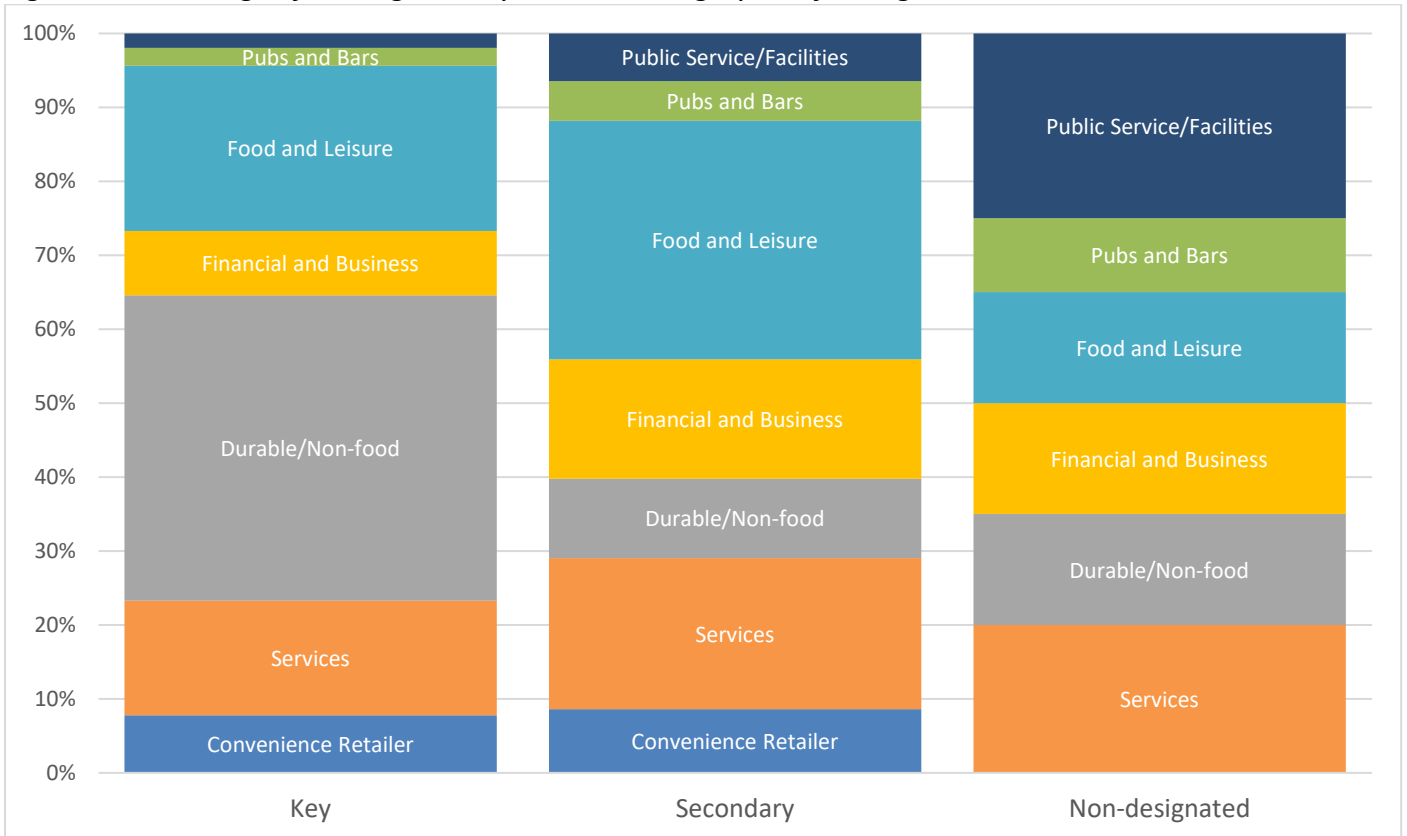 100%
90%
80%
70%
60%
50%
40%
30%
20%
10%
0%
Pubs and Bars
Food and Leisure
Financial and Business
Durable/Non-food
Services
Convenience Retailer
Key
Public Service/Facilities
Pubs and Bars
Food and Leisure
Financial and Business
Durable/Non-food
Services
Convenience Retailer
Secondary
Public Service/Facilities
Pubs and Bars
Food and Leisure
Financial and Business
Durable/Non-food
Services
Non-designated